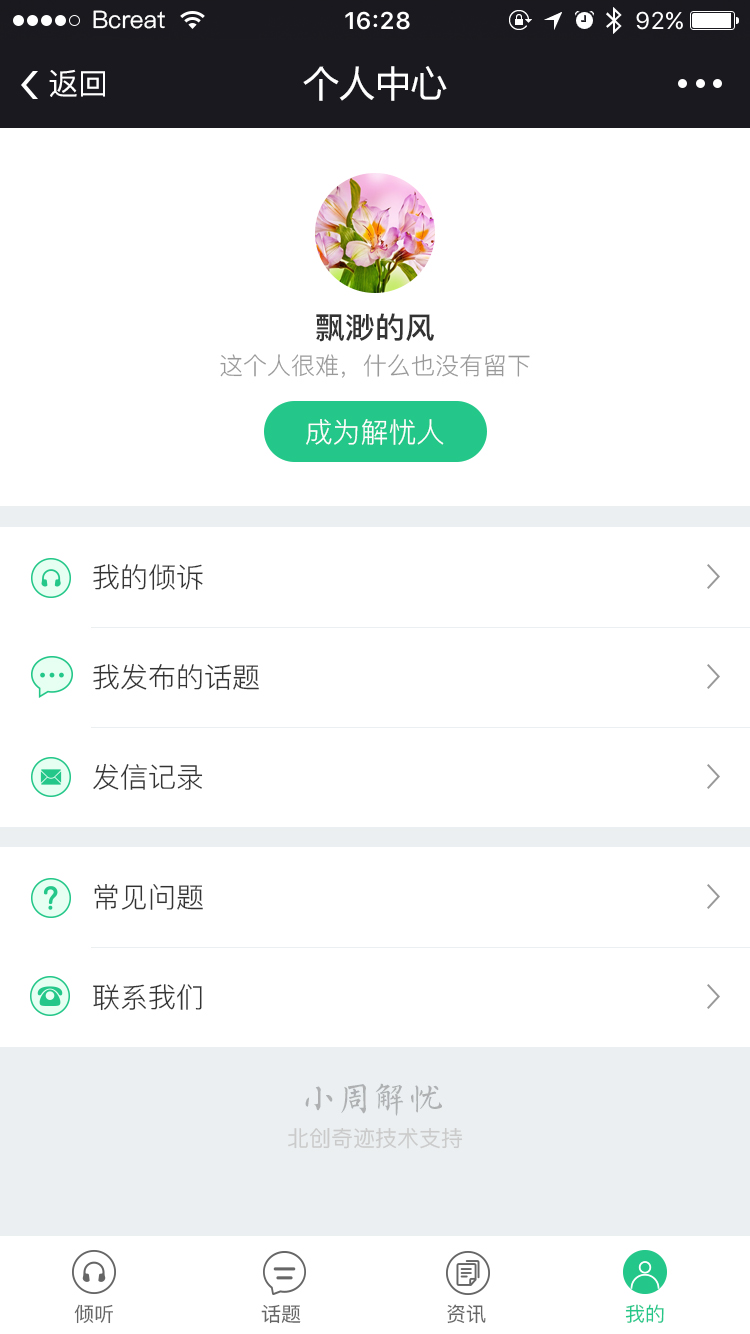 Bcreat 16:28 92%
返回 个人中心
飘渺的风
这个人很难，什么也没有留下
成为解忧人
我的倾诉
我发布的话题
发信记录
常见问题
联系我们
小周解忧
北创奇迹技术支持
倾听 话题 资讯 我的